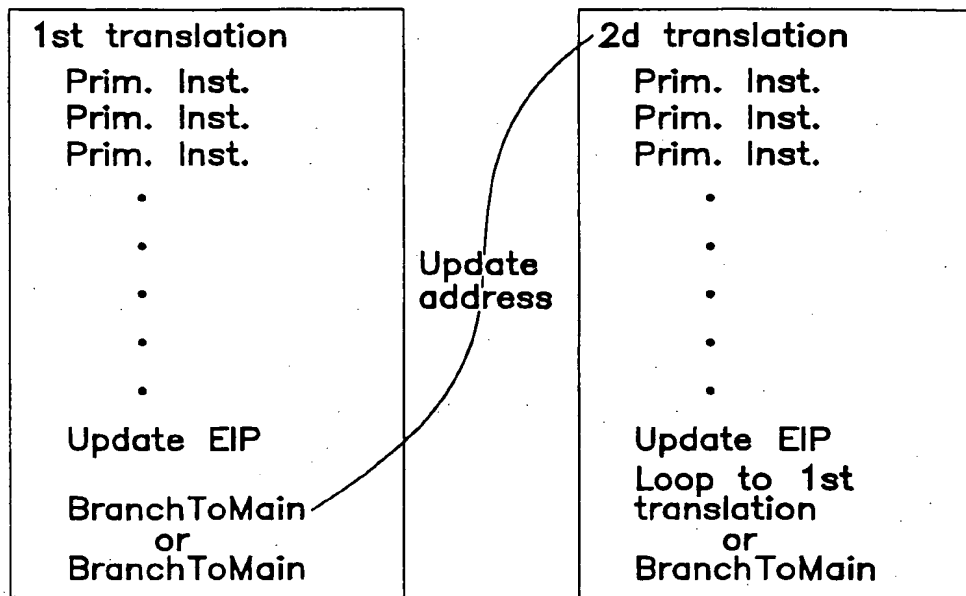 1st translation
Prim. Inst.
Prim. Inst.
Prim. Inst.
Update EIP
BranchToMain
or
BranchToMain
Update
address
2d translation
Prim. Inst.
Prim. Inst.
Prim. Inst.
Update EIP
Loop to 1st
translation
or
BranchToMain